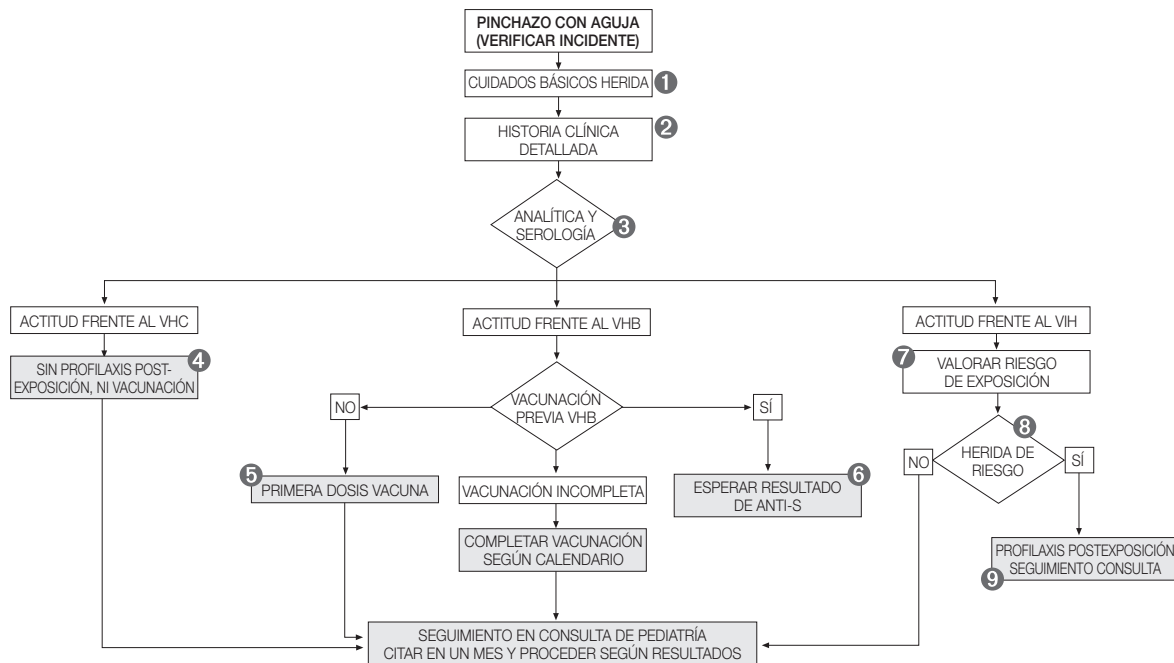 PINCHAZO CON AGUJA
(VERIFICAR INCIDENTE)
CUIDADOS BÁSICOS HERIDA 1
HISTORIA CLÍNICA
DETALLADA
2
ANALÍTICA Y
SEROLOGÍA
3
ACTITUD FRENTE AL VHC
ACTITUD FRENTE AL VHB
ACTITUD FRENTE AL VIH
4
SIN PROFILAXIS POST-
EXPOSICIÓN, NI VACUNACIÓN
7
VALORAR RIESGO
DE EXPOSICIÓN
NO
VACUNACIÓN
PREVIA VHB
SÍ
8
NO
HERIDA DE
RIESGO
SÍ
5
PRIMERA DOSIS VACUNA
VACUNACIÓN INCOMPLETA
6
ESPERAR RESULTADO
DE ANTI-S
COMPLETAR VACUNACIÓN
SEGÚN CALENDARIO
PROFILAXIS POSTEXPOSICIÓN
SEGUIMIENTO CONSULTA
9
SEGUIMIENTO EN CONSULTA DE PEDIATRÍA
CITAR EN UN MES Y PROCEDER SEGÚN RESULTADOS